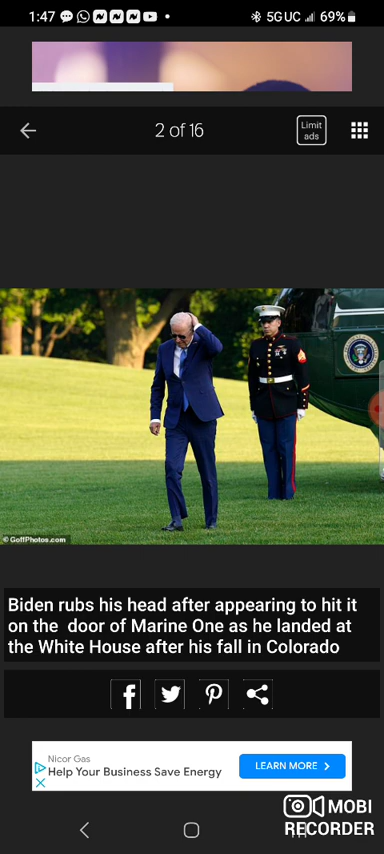 1:47
5GUC
69%
2 of 16
Limit
ads
© GoffPhotos.com
Biden rubs his head after appearing to hit it
on the door of Marine One as he landed at
the White House after his fall in Colorado
Nicor Gas
Help Your Business Save Energy
LEARN MORE
MOBI
RECORDER